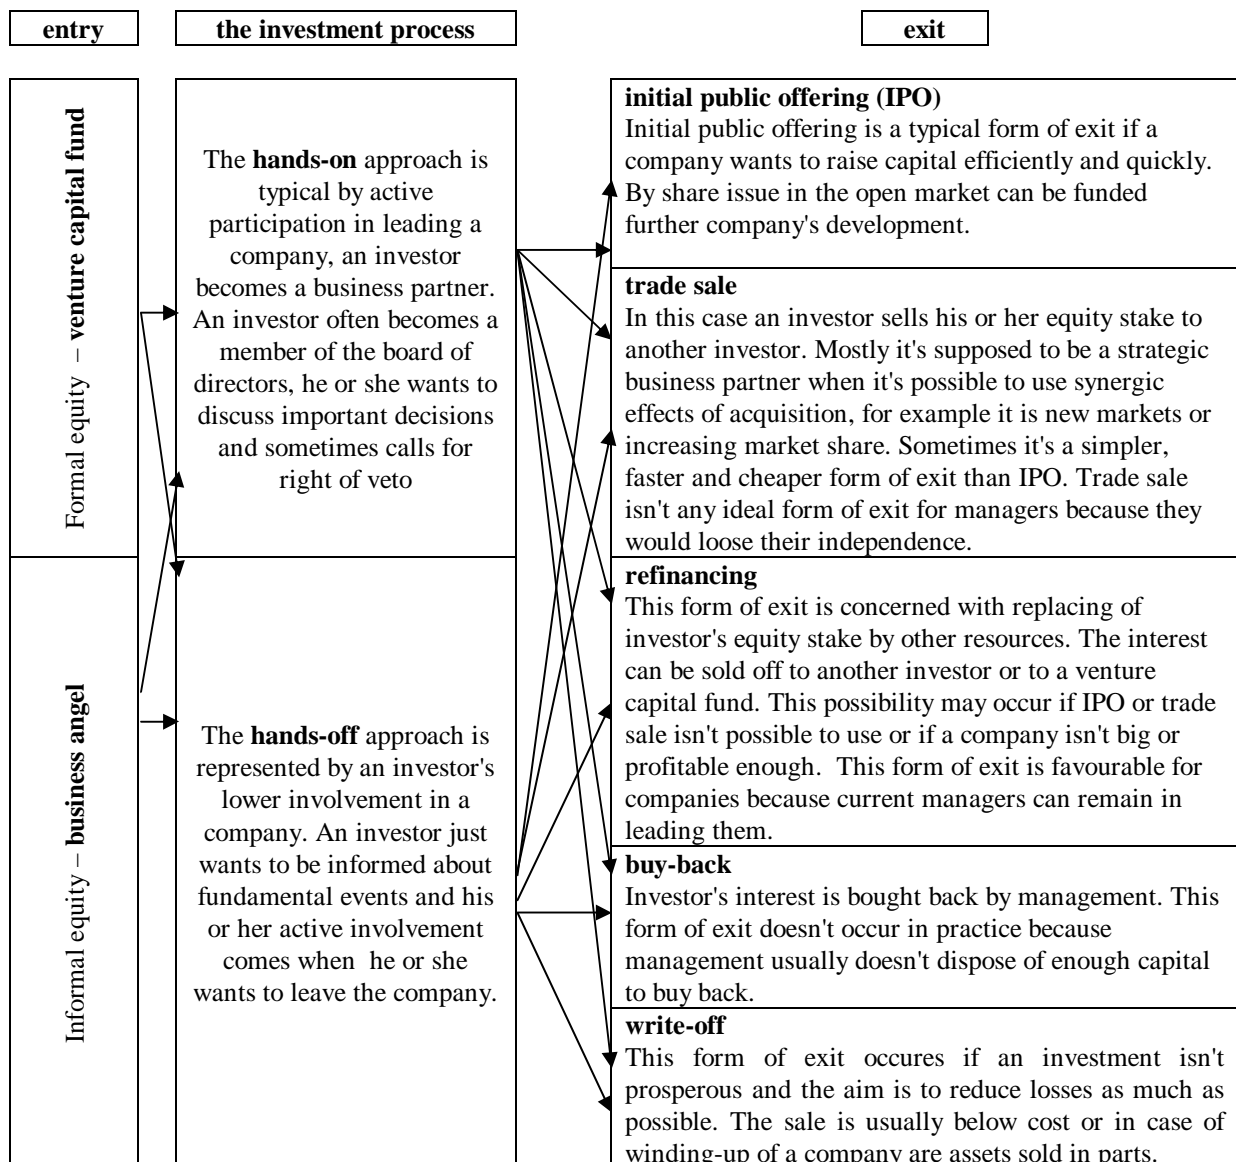 entry
the investment process
exit
Formal equity – venture capital fund
Informal equity – business angel
The hands-on approach is
typical by active
participation in leading a
company, an investor
becomes a business partner.
An investor often becomes a
member of the board of
directors, he or she wants to
discuss important decisions
and sometimes calls for
right of veto
The hands-off approach is
represented by an investor's
lower involvement in a
company. An investor just
wants to be informed about
fundamental events and his
or her active involvement
comes when he or she
wants to leave the company.
initial public offering (IPO)
Initial public offering is a typical form of exit if a
company wants to raise capital efficiently and quickly.
By share issue in the open market can be funded
further company's development.
trade sale
In this case an investor sells his or her equity stake to
another investor. Mostly it's supposed to be a strategic
business partner when it's possible to use synergic
effects of acquisition, for example it is new markets or
increasing market share. Sometimes it's a simpler,
faster and cheaper form of exit than IPO. Trade sale
isn't any ideal form of exit for managers because they
would loose their independence.
refinancing
This form of exit is concerned with replacing of
investor's equity stake by other resources. The interest
can be sold off to another investor or to a venture
capital fund. This possibility may occur if IPO or trade
sale isn't possible to use or if a company isn't big or
profitable enough. This form of exit is favourable for
companies because current managers can remain in
leading them.
buy-back
Investor's interest is bought back by management. This
form of exit doesn't occur in practice because
management usually doesn't dispose of enough capital
to buy back.
write-off
This form of exit occures if an investment isn't
prosperous and the aim is to reduce losses as much as
possible. The sale is usually below cost or in case of
winding-up of a company are assets sold in parts.